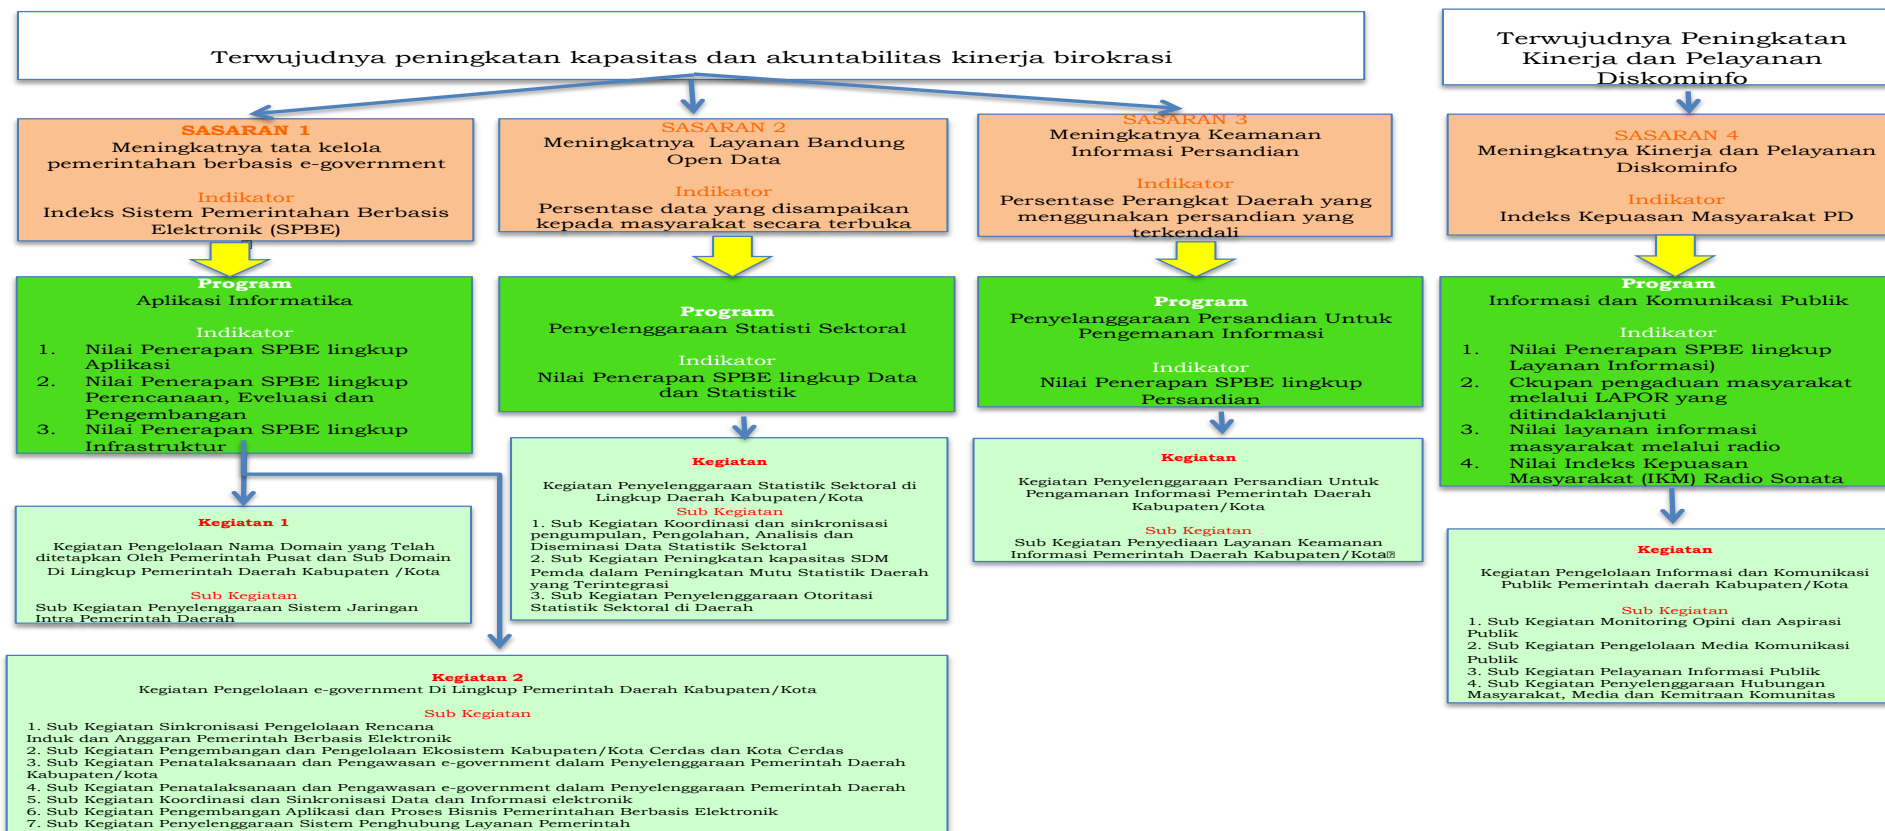 Terwujudnya peningkatan kapasitas dan akuntabilitas kinerja birokrasi
Terwujudnya Peningkatan
Kinerja dan Pelayanan
Diskominfo
SASARAN 1
Meningkatnya tata kelola
pemerintahan berbasis e-government
Indikator
Indeks Sistem Pemerintahan Berbasis
Elektronik (SPBE)
SASARAN 2
Meningkatnya Layanan Bandung
Open Data
Indikator
Persentase data yang disampaikan
kepada masyarakat secara terbuka
SASARAN 3
Meningkatnya Keamanan
Informasi Persandian
Indikator
Persentase Perangkat Daerah yang
menggunakan persandian yang
terkendali
SASARAN 4
Meningkatnya Kinerja dan Pelayanan
Diskominfo
Indikator
Indeks Kepuasan Masyarakat PD
Program
Aplikasi Informatika
Indikator
1. Nilai Penerapan SPBE lingkup
Aplikasi
2. Nilai Penerapan SPBE lingkup
Perencanaan, Eveluasi dan
Pengembangan
3. Nilai Penerapan SPBE lingkup
Infrastruktur
Program
Penyelenggaraan Statisti Sektoral
Indikator
Nilai Penerapan SPBE lingkup Data
dan Statistik
Program
Penyelanggaraan Persandian Untuk
Pengemanan Informasi
Indikator
Nilai Penerapan SPBE lingkup
Persandian
Program
Informasi dan Komunikasi Publik
Indikator
1. Nilai Penerapan SPBE lingkup
Layanan Informasi)
2. Ckupan pengaduan masyarakat
melalui LAPOR yang
ditindaklanjuti
3. Nilai layanan informasi
masyarakat melalui radio
4. Nilai Indeks Kepuasan
Masyarakat (IKM) Radio Sonata
Kegiatan 1
Kegiatan Pengelolaan Nama Domain yang Telah
ditetapkan Oleh Pemerintah Pusat dan Sub Domain
Di Lingkup Pemerintah Daerah Kabupaten /Kota
Sub Kegiatan
Sub Kegiatan Penyelenggaraan Sistem Jaringan
Intra Pemerintah Daerah
Kegiatan
Kegiatan Penyelenggaraan Statistik Sektoral di
Lingkup Daerah Kabupaten/Kota
Sub Kegiatan
1. Sub Kegiatan Koordinasi dan sinkronisasi
pengumpulan, Pengolahan, Analisis dan
Diseminasi Data Statistik Sektoral
2. Sub Kegiatan Peningkatan kapasitas SDM
Pemda dalam Peningkatan Mutu Statistik Daerah
yang Terintegrasi
3. Sub Kegiatan Penyelenggaraan Otoritasi
Statistik Sektoral di Daerah
Kegiatan
Kegiatan Penyelenggaraan Persandian Untuk
Pengamanan Informasi Pemerintah Daerah
Kabupaten/Kota
Sub Kegiatan
Sub Kegiatan Penyediaan Layanan Keamanan
Informasi Pemerintah Daerah Kabupaten/Kota
Kegiatan
Kegiatan Pengelolaan Informasi dan Komunikasi
Publik Pemerintah daerah Kabupaten/Kota
Sub Kegiatan
1. Sub Kegiatan Monitoring Opini dan Aspirasi
Publik
2. Sub Kegiatan Pengelolaan Media Komunikasi
Publik
3. Sub Kegiatan Pelayanan Informasi Publik
4. Sub Kegiatan Penyelenggaraan Hubungan
Masyarakat, Media dan Kemitraan Komunitas
Kegiatan 2
Kegiatan Pengelolaan e-government Di Lingkup Pemerintah Daerah Kabupaten/Kota
Sub Kegiatan
1. Sub Kegiatan Sinkronisasi Pengelolaan Rencana
Induk dan Anggaran Pemerintah Berbasis Elektronik
2. Sub Kegiatan Pengembangan dan Pengelolaan Ekosistem Kabupaten/Kota Cerdas dan Kota Cerdas
3. Sub Kegiatan Penatalaksanaan dan Pengawasan e-government dalam Penyelenggaraan Pemerintah Daerah
Kabupaten/kota
4. Sub Kegiatan Penatalaksanaan dan Pengawasan e-government dalam Penyelenggaraan Pemerintah Daerah
5. Sub Kegiatan Koordinasi dan Sinkronisasi Data dan Informasi elektronik
6. Sub Kegiatan Pengembangan Aplikasi dan Proses Bisnis Pemerintahan Berbasis Elektronik
7. Sub Kegiatan Penyelenggaraan Sistem Penghubung Layanan Pemerintah